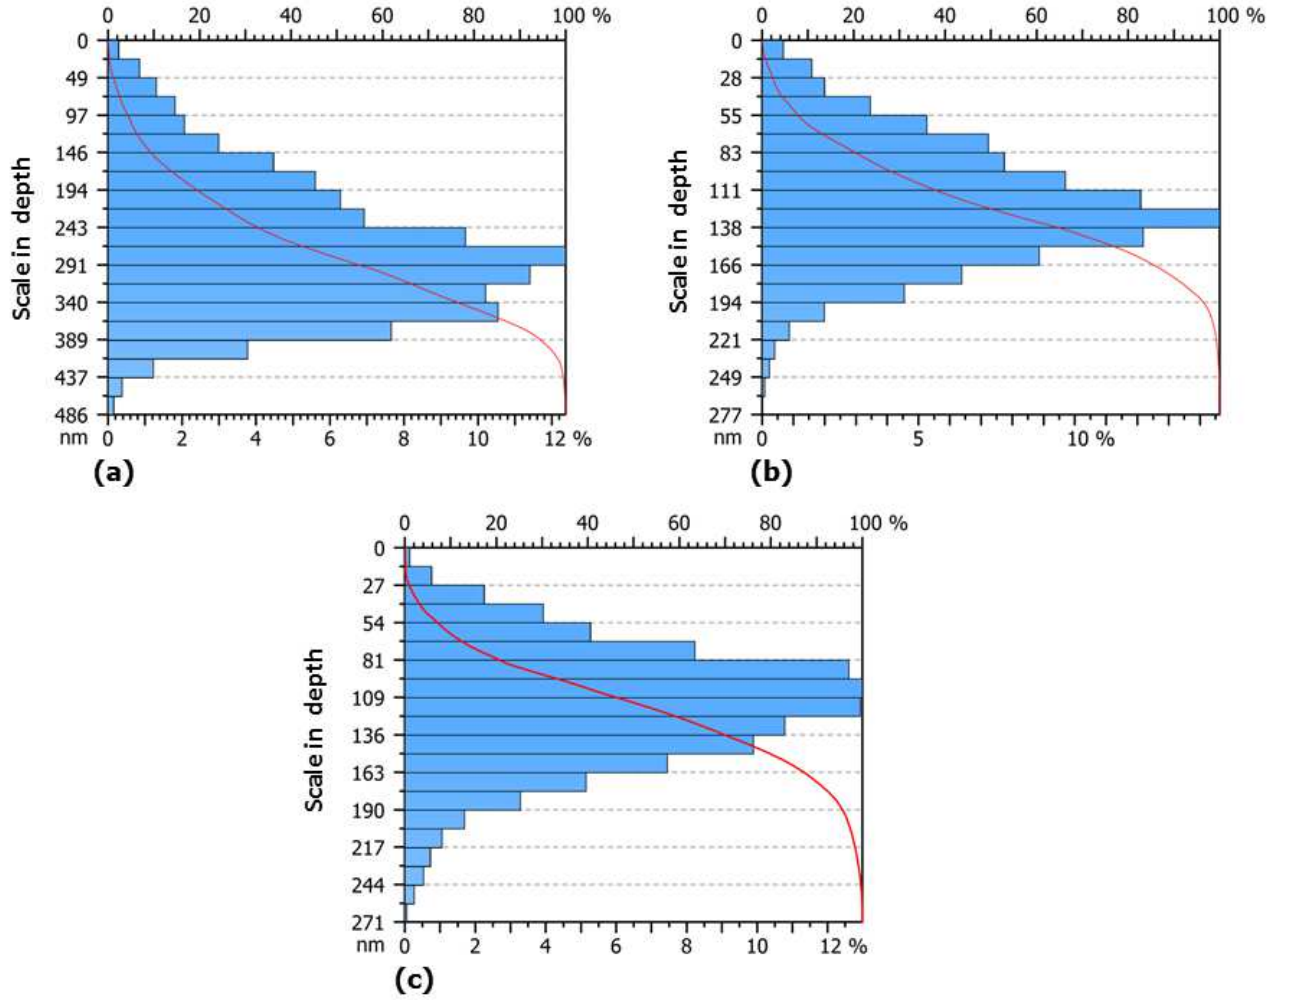 0 20 40 60 80 100 %
0
49
97
146
194
243
291
340
389
437
486
nm 0 2 4 6 8 10 12 %
Scale in depth
(a)
0 20 40 60 80 100 %
0
28
55
83
111
138
166
194
221
249
277
nm 0 5 10 %
Scale in depth
(b)
0 20 40 60 80 100 %
0
27
54
81
109
136
163
190
217
244
271
nm 0 2 4 6 8 10 12 %
Scale in depth
(c)